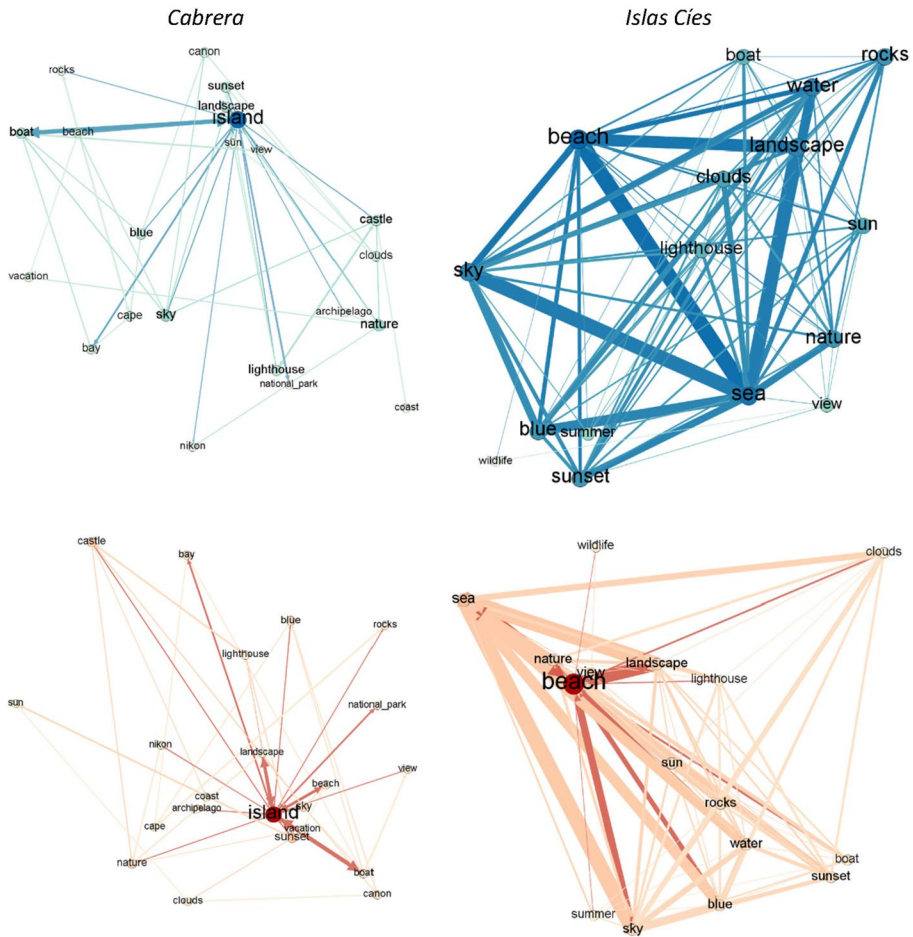 Cabrera
Islas Cíes
canon
rocks
sunset
landscape
island
boat
beach
sun
view
castle
blue
clouds
vacation
cape
sky
archipelago
nature
bay
lighthouse
national_park
coast
nikon
boat
rocks
water
beach
landscape
clouds
sun
lighthouse
sky
nature
sea
view
blue
summer
wildlife
sunset
castle
bay
blue
rocks
lighthouse
sun
national_park
nikon
landscape
view
coast
beach
archipelago
sky
island
cape
vacation
sunset
nature
boat
clouds
canon
wildlife
clouds
sea
nature
view
landscape
beach
lighthouse
sun
rocks
water
boat
sunset
blue
summer
sky